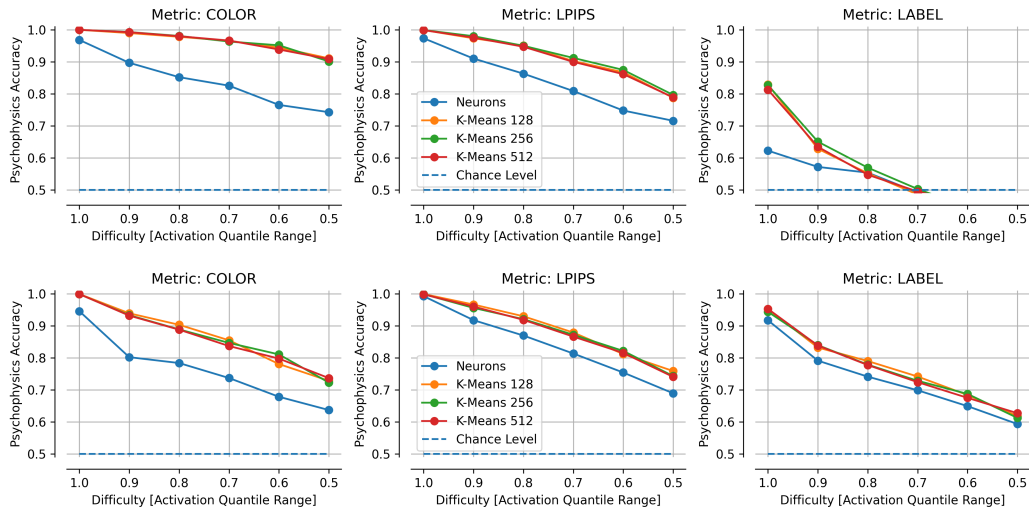 Metric: COLOR
Psychophysics Accuracy
1.0
0.9
0.8
0.7
0.6
0.5
1.0 0.9 0.8 0.7 0.6 0.5
Difficulty [Activation Quantile Range]
Metric: LPIPS
Psychophysics Accuracy
1.0
0.9
0.8
0.7
0.6
0.5
Neurons
K-Means 128
K-Means 256
K-Means 512
Chance Level
1.0 0.9 0.8 0.7 0.6 0.5
Difficulty [Activation Quantile Range]
Metric: LABEL
Psychophysics Accuracy
1.0
0.9
0.8
0.7
0.6
0.5
1.0 0.9 0.8 0.7 0.6 0.5
Difficulty [Activation Quantile Range]
Metric: COLOR
Psychophysics Accuracy
1.0
0.9
0.8
0.7
0.6
0.5
1.0 0.9 0.8 0.7 0.6 0.5
Difficulty [Activation Quantile Range]
Metric: LPIPS
Psychophysics Accuracy
1.0
0.9
0.8
0.7
0.6
0.5
Neurons
K-Means 128
K-Means 256
K-Means 512
Chance Level
1.0 0.9 0.8 0.7 0.6 0.5
Difficulty [Activation Quantile Range]
Metric: LABEL
Psychophysics Accuracy
1.0
0.9
0.8
0.7
0.6
0.5
1.0 0.9 0.8 0.7 0.6 0.5
Difficulty [Activation Quantile Range]